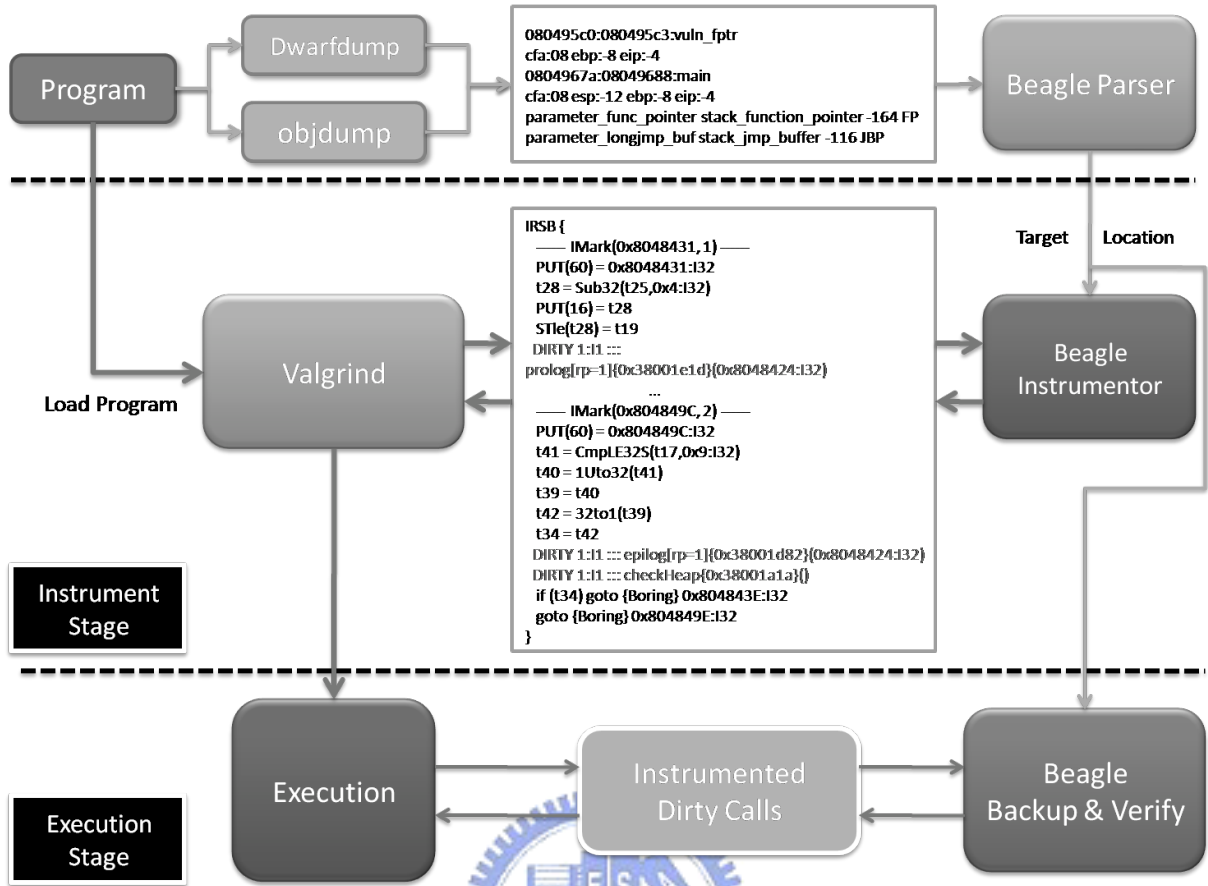 Program
Dwarfdump
objdump
080495c0:080495c3:vuln_fptr
cfa:08 ebp:-8 eip:-4
0804967a:08049688:main
cfa:08 esp:-12 ebp:-8 eip:-4
parameter_func_pointer stack_function_pointer -164 FP
parameter_longjmp_buf stack_jmp_buffer -116 JBP
Beagle Parser
Target Location
Load Program
Valgrind
IRSB {
—— IMark(0x8048431, 1) ——
PUT(60) = 0x8048431:I32
t28 = Sub32(t25,0x4:I32)
PUT(16) = t28
STle(t28) = t19
DIRTY 1:I1 :::
prolog[rp=1]{0x38001e1d}(0x8048424:I32)
...
—— IMark(0x804849C, 2) ——
PUT(60) = 0x804849C:I32
t41 = CmpLE32S(t17,0x9:I32)
t40 = 1Uto32(t41)
t39 = t40
t42 = 32to1(t39)
t34 = t42
DIRTY 1:I1 ::: epilog[rp=1]{0x38001d82}(0x8048424:I32)
DIRTY 1:I1 ::: checkHeap{0x38001a1a}()
if (t34) goto {Boring} 0x804843E:I32
goto {Boring} 0x804849E:I32
}
Beagle
Instrumentor
Instrument
Stage
Execution
Instrumented
Dirty Calls
Beagle
Backup & Verify
Execution
Stage